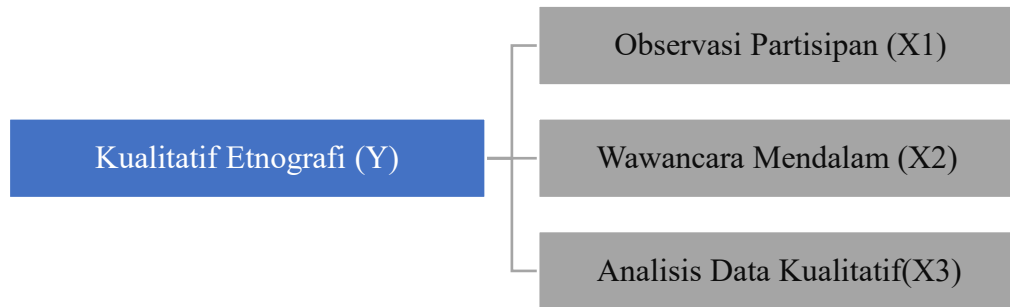 Observasi Partisipan (X1)
Kualitatif Etnografi (Y)
Wawancara Mendalam (X2)
Analisis Data Kualitatif(X3)